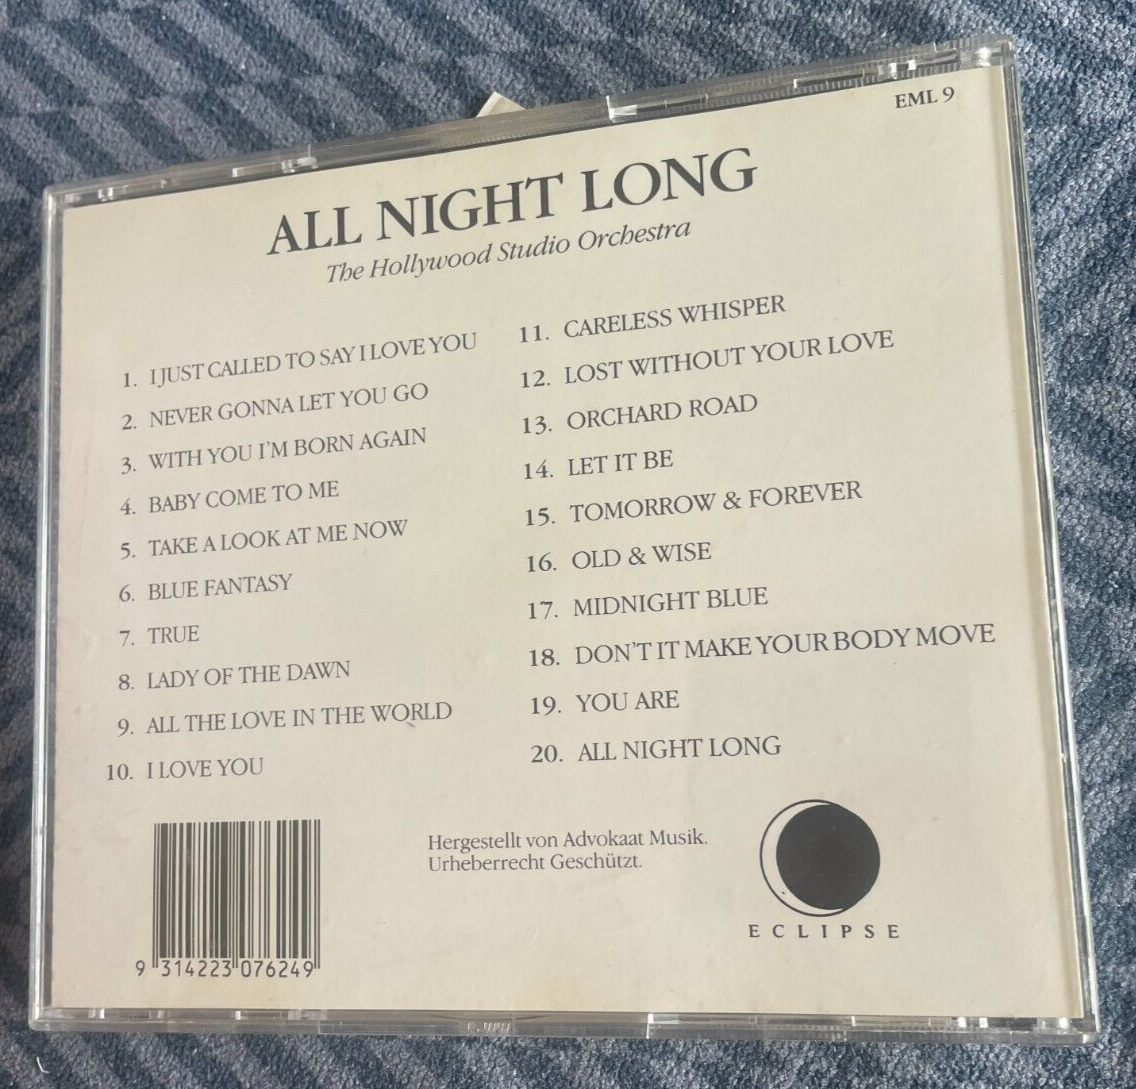 EML 9
ALL NIGHT LONG
The Hollywood Studio Orchestra
1. I JUST CALLED TO SAY I LOVE YOU
2. NEVER GONNA LET YOU GO
3. WITH YOU I'M BORN AGAIN
4. BABY COME TO ME
5. TAKE A LOOK AT ME NOW
6. BLUE FANTASY
7. TRUE
8. LADY OF THE DAWN
9. ALL THE LOVE IN THE WORLD
10. I LOVE YOU
11. CARELESS WHISPER
12. LOST WITHOUT YOUR LOVE
13. ORCHARD ROAD
14. LET IT BE
15. TOMORROW & FOREVER
16. OLD & WISE
17. MIDNIGHT BLUE
18. DON'T IT MAKE YOUR BODY MOVE
19. YOU ARE
20. ALL NIGHT LONG
Hergestellt von Advokaat Musik.
Urheberrecht Geschützt.
ECLIPSE
9 314223 076249